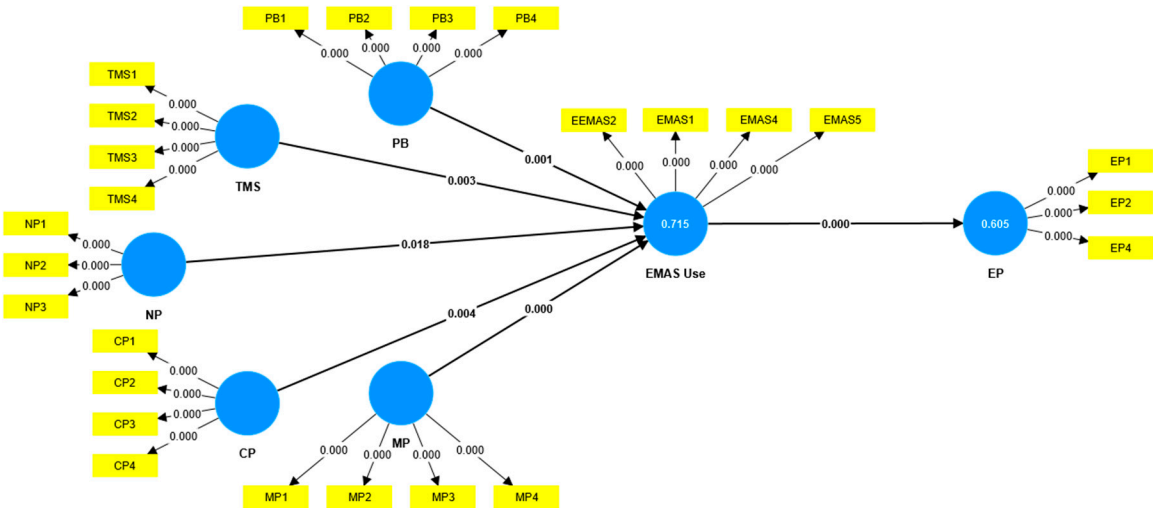 PB1 PB2 PB3 PB4
0.000 0.000 0.000 0.000
PB
TMS1
TMS2
TMS3
TMS4
0.000
0.000
0.000
0.000
TMS
NP1
NP2
NP3
0.000
0.000
0.000
NP
CP1
CP2
CP3
CP4
0.000
0.000
0.000
0.000
CP
MP
0.000 0.000 0.000 0.000
MP1 MP2 MP3 MP4
0.001
0.003
0.018
0.004
0.000
EEMAS2 EMAS1 EMAS4 EMAS5
0.000 0.000 0.000 0.000
0.715
EMAS Use
0.000
0.605
EP
0.000
0.000
0.000
EP1
EP2
EP4